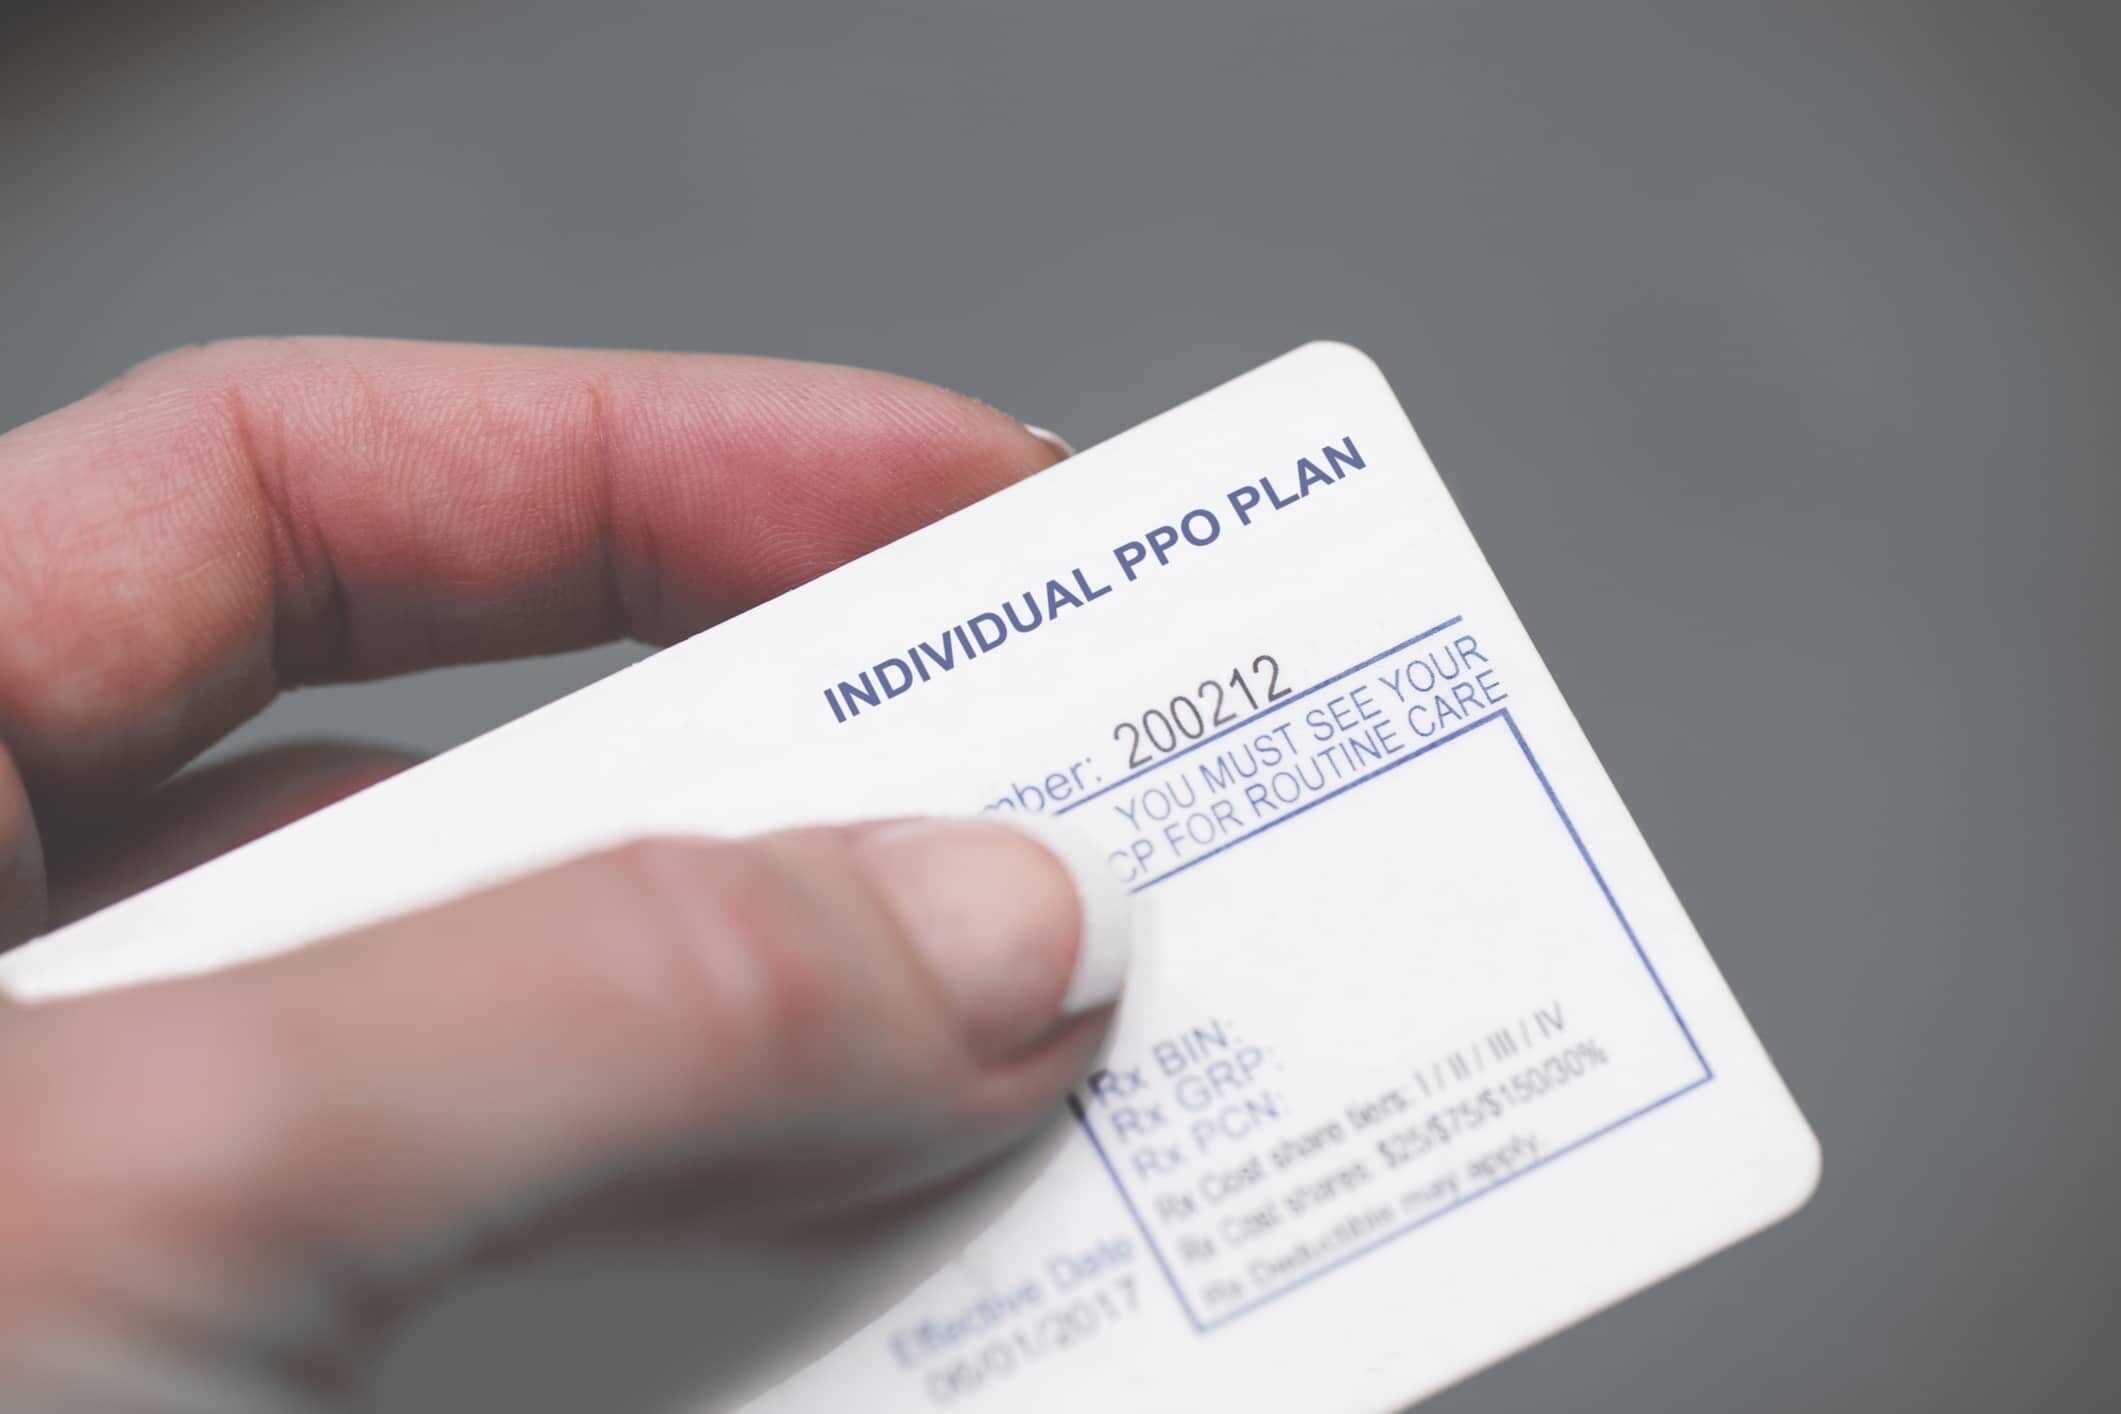 INDIVIDUAL PPO PLAN
mber: 200212
YOU MUST SEE YOUR
CP FOR ROUTINE CARE
Rx BIN:
Rx GRP:
Rx PCN:
Rx Cost share tiers: I / II / III / IV
Rx Cost shares: $25/$75/$150/30%
Rx Deductible may apply.
Effective Date
06/01/2017